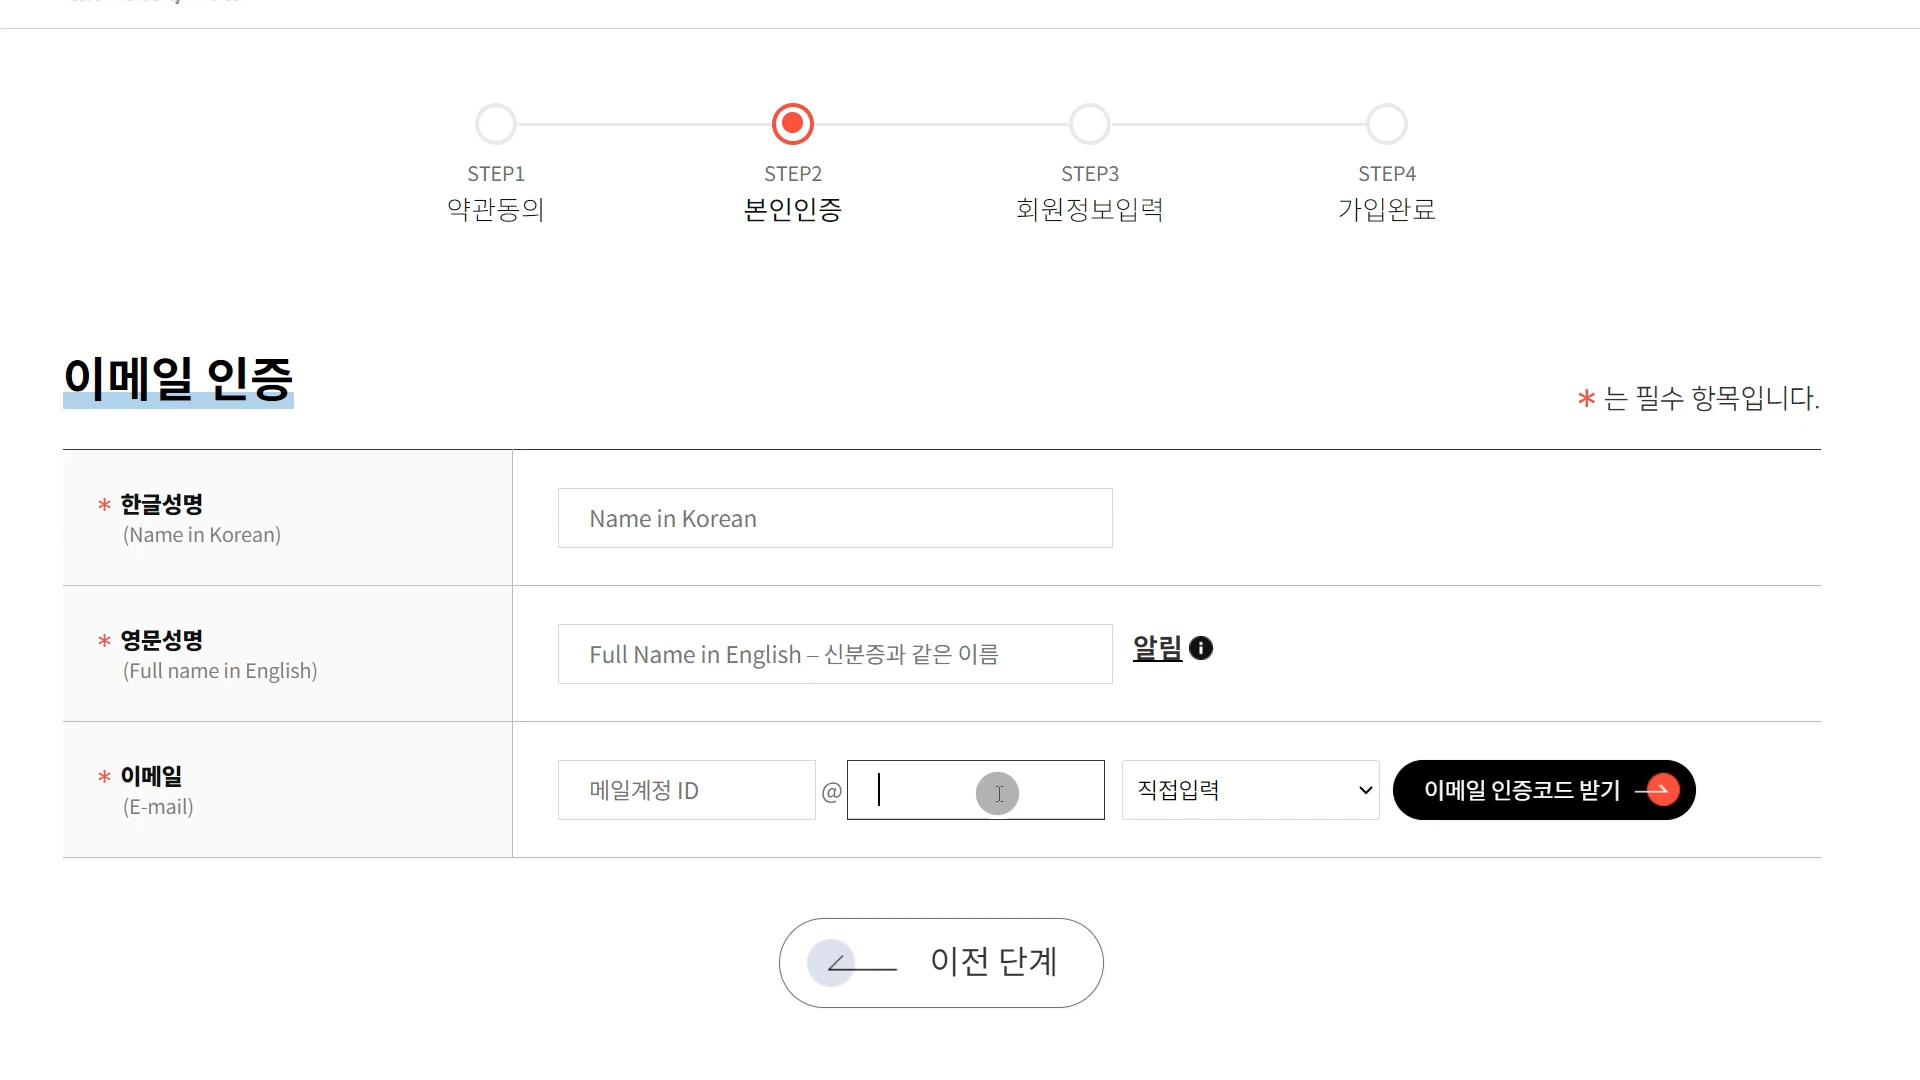 STEP1
약관동의
STEP2
본인인증
STEP3
회원정보입력
STEP4
가입완료
이메일 인증
* 는 필수 항목입니다.
* 한글성명
(Name in Korean)
Name in Korean
* 영문성명
(Full name in English)
Full Name in English – 신분증과 같은 이름
알림
* 이메일
(E-mail)
메일계정 ID @ 직접입력 이메일 인증코드 받기
이전 단계